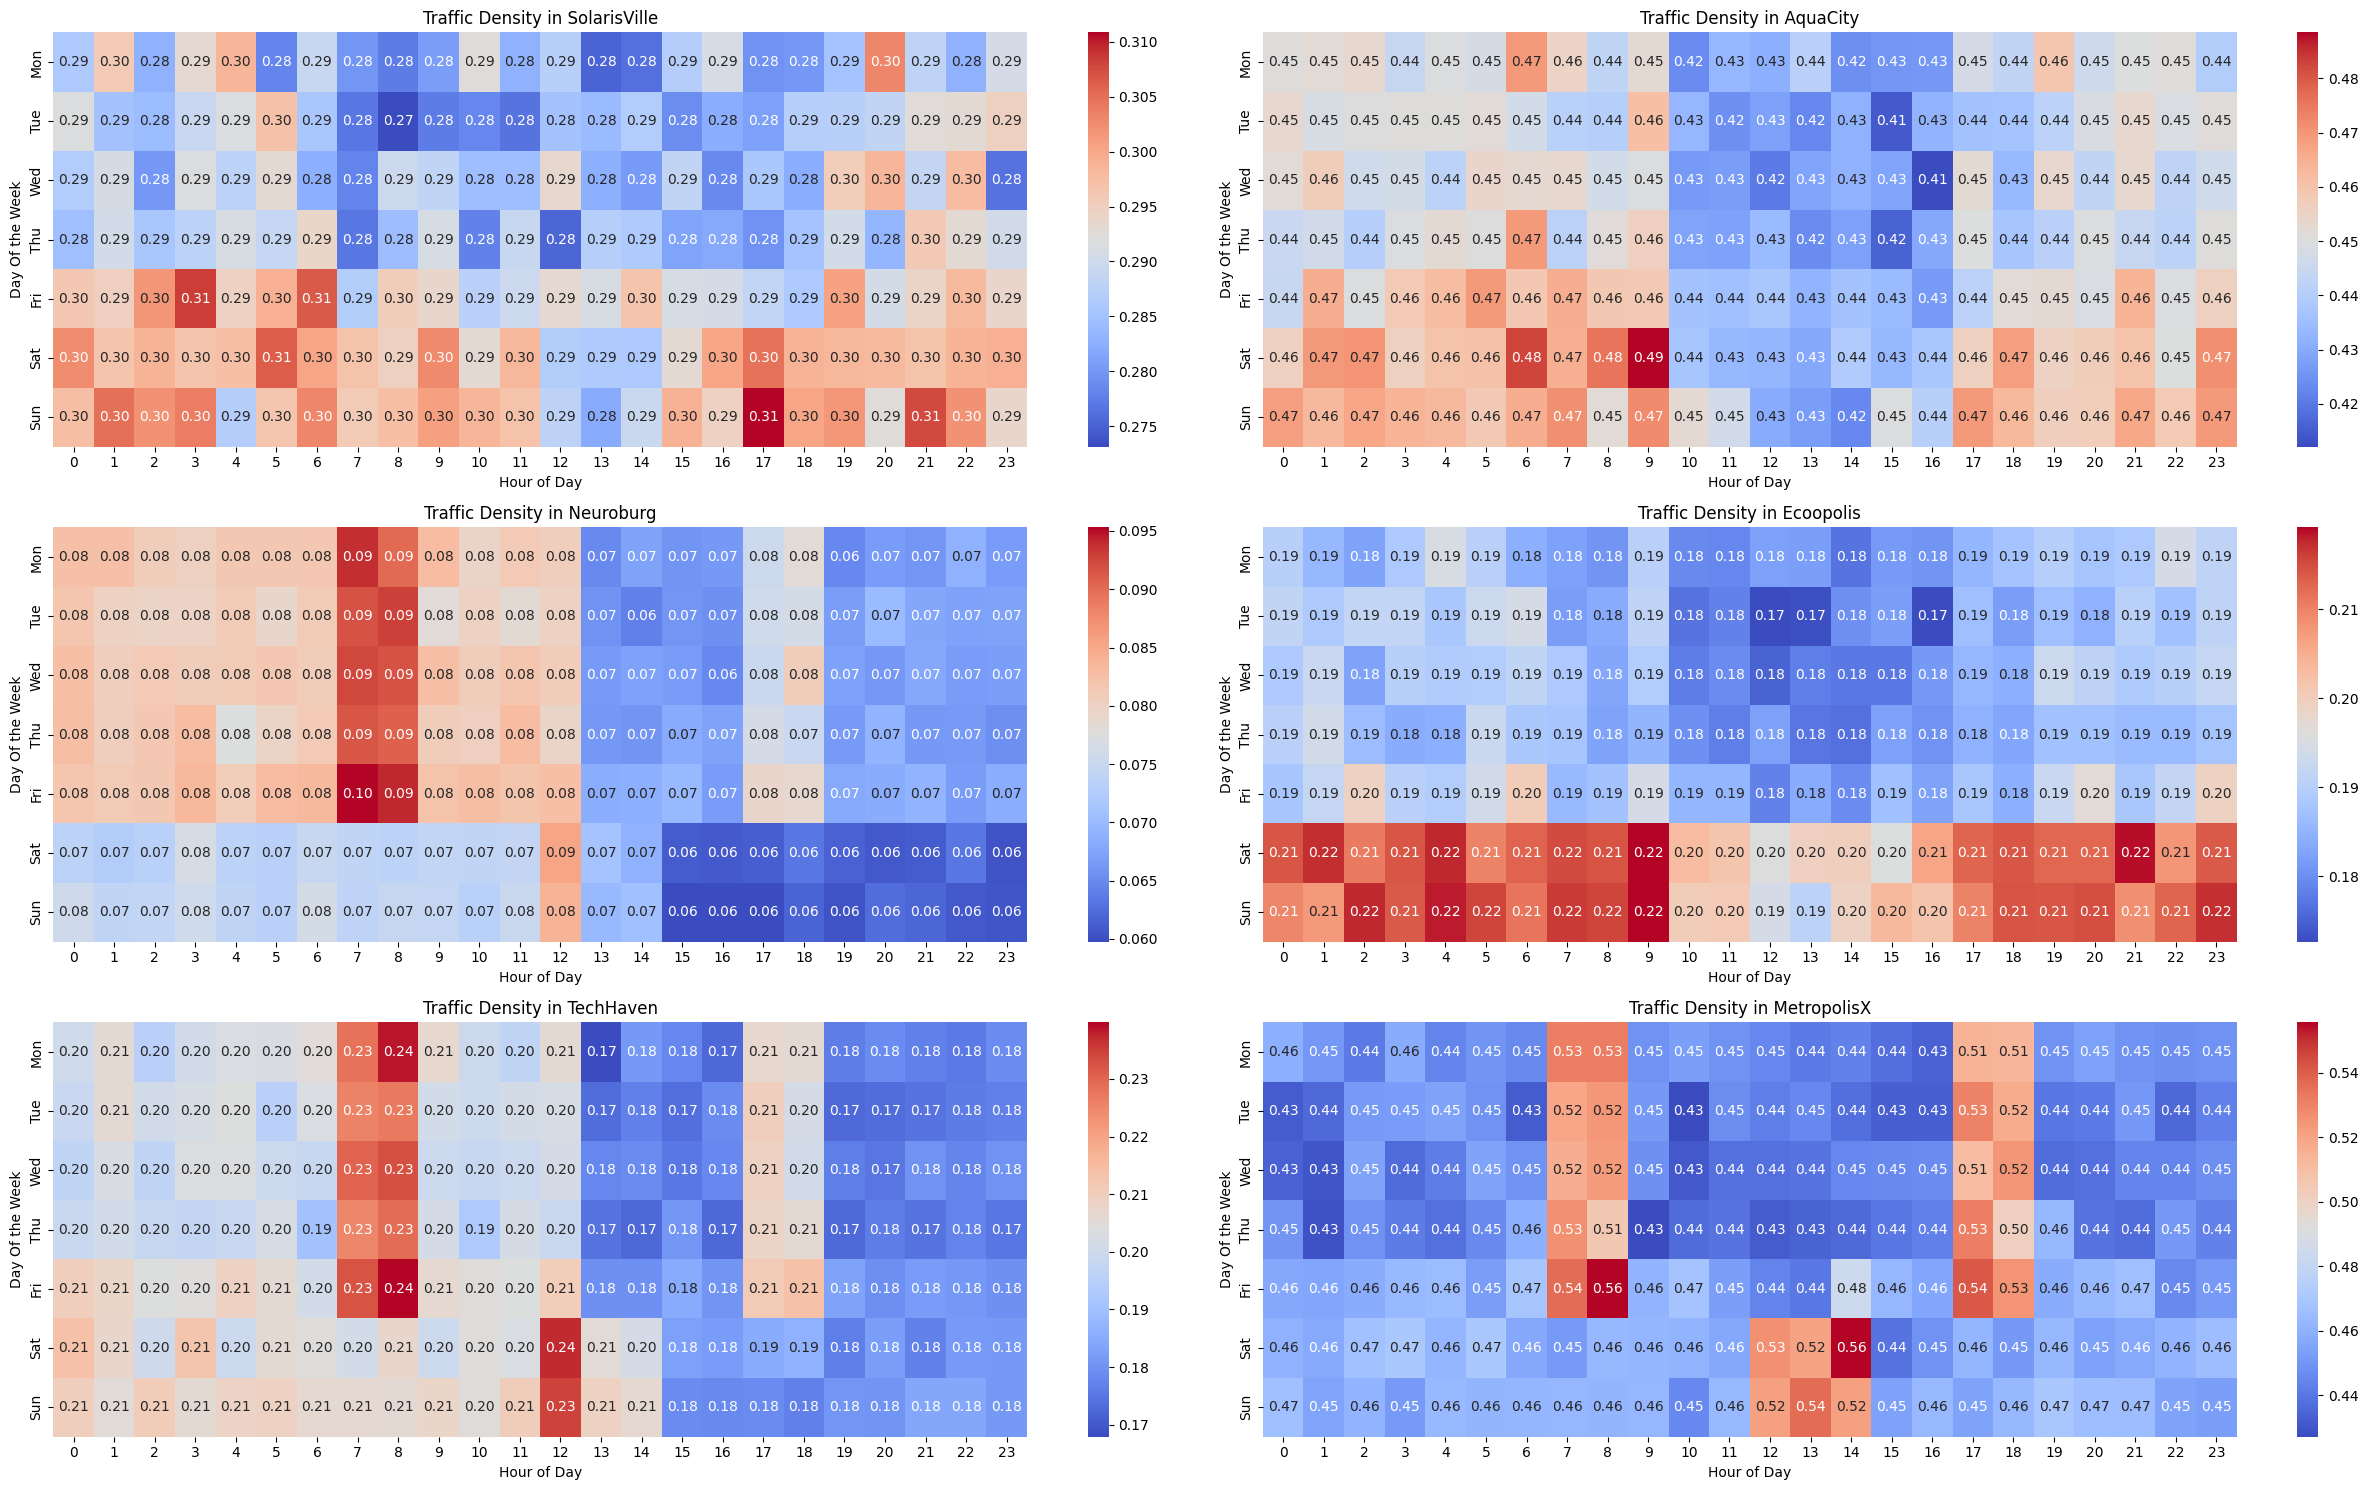 Traffic Density in SolarisVille
Day Of the Week
Mon 0.29 0.30 0.28 0.29 0.30 0.28 0.29 0.28 0.28 0.28 0.29 0.28 0.29 0.28 0.28 0.29 0.29 0.28 0.28 0.29 0.30 0.29 0.28 0.29
Tue 0.29 0.29 0.28 0.29 0.29 0.30 0.29 0.28 0.27 0.28 0.28 0.28 0.28 0.28 0.29 0.28 0.28 0.28 0.29 0.29 0.29 0.29 0.29 0.29
Wed 0.29 0.29 0.28 0.29 0.29 0.29 0.28 0.28 0.29 0.29 0.28 0.28 0.29 0.28 0.28 0.29 0.28 0.29 0.28 0.30 0.30 0.29 0.30 0.28
Thu 0.28 0.29 0.29 0.29 0.29 0.29 0.29 0.28 0.28 0.29 0.28 0.29 0.28 0.29 0.29 0.28 0.28 0.28 0.29 0.29 0.28 0.30 0.29 0.29
Fri 0.30 0.29 0.30 0.31 0.29 0.30 0.31 0.29 0.30 0.29 0.29 0.29 0.29 0.29 0.30 0.29 0.29 0.29 0.29 0.30 0.29 0.29 0.30 0.29
Sat 0.30 0.30 0.30 0.30 0.30 0.31 0.30 0.30 0.29 0.30 0.29 0.30 0.29 0.29 0.29 0.29 0.30 0.30 0.30 0.30 0.30 0.30 0.30 0.30
Sun 0.30 0.30 0.30 0.30 0.29 0.30 0.30 0.30 0.30 0.30 0.30 0.30 0.29 0.28 0.29 0.30 0.29 0.31 0.30 0.30 0.29 0.31 0.30 0.29
0 1 2 3 4 5 6 7 8 9 10 11 12 13 14 15 16 17 18 19 20 21 22 23
Hour of Day
0.310
0.305
0.300
0.295
0.290
0.285
0.280
0.275
Traffic Density in AquaCity
Day Of the Week
Mon 0.45 0.45 0.45 0.44 0.45 0.45 0.47 0.46 0.44 0.45 0.42 0.43 0.43 0.44 0.42 0.43 0.43 0.45 0.44 0.46 0.45 0.45 0.45 0.44
Tue 0.45 0.45 0.45 0.45 0.45 0.45 0.45 0.44 0.44 0.46 0.43 0.42 0.43 0.42 0.43 0.41 0.43 0.44 0.44 0.44 0.45 0.45 0.45 0.45
Wed 0.45 0.46 0.45 0.45 0.44 0.45 0.45 0.45 0.45 0.45 0.43 0.43 0.42 0.43 0.43 0.43 0.41 0.45 0.43 0.45 0.44 0.45 0.44 0.45
Thu 0.44 0.45 0.44 0.45 0.45 0.45 0.47 0.44 0.45 0.46 0.43 0.43 0.43 0.42 0.43 0.42 0.43 0.45 0.44 0.44 0.45 0.44 0.44 0.45
Fri 0.44 0.47 0.45 0.46 0.46 0.47 0.46 0.47 0.46 0.46 0.44 0.44 0.44 0.43 0.44 0.43 0.43 0.44 0.45 0.45 0.45 0.46 0.45 0.46
Sat 0.46 0.47 0.47 0.46 0.46 0.46 0.48 0.47 0.48 0.49 0.44 0.43 0.43 0.43 0.44 0.43 0.44 0.46 0.47 0.46 0.46 0.46 0.45 0.47
Sun 0.47 0.46 0.47 0.46 0.46 0.46 0.47 0.47 0.45 0.47 0.45 0.45 0.43 0.43 0.42 0.45 0.44 0.47 0.46 0.46 0.46 0.47 0.46 0.47
0 1 2 3 4 5 6 7 8 9 10 11 12 13 14 15 16 17 18 19 20 21 22 23
Hour of Day
0.48
0.47
0.46
0.45
0.44
0.43
0.42
Traffic Density in Neuroburg
Day Of the Week
Mon 0.08 0.08 0.08 0.08 0.08 0.08 0.08 0.09 0.09 0.08 0.08 0.08 0.08 0.07 0.07 0.07 0.07 0.08 0.08 0.06 0.07 0.07 0.07 0.07
Tue 0.08 0.08 0.08 0.08 0.08 0.08 0.08 0.09 0.09 0.08 0.08 0.08 0.08 0.07 0.06 0.07 0.07 0.08 0.08 0.07 0.07 0.07 0.07 0.07
Wed 0.08 0.08 0.08 0.08 0.08 0.08 0.08 0.09 0.09 0.08 0.08 0.08 0.08 0.07 0.07 0.07 0.06 0.08 0.08 0.07 0.07 0.07 0.07 0.07
Thu 0.08 0.08 0.08 0.08 0.08 0.08 0.08 0.09 0.09 0.08 0.08 0.08 0.08 0.07 0.07 0.07 0.07 0.08 0.07 0.07 0.07 0.07 0.07 0.07
Fri 0.08 0.08 0.08 0.08 0.08 0.08 0.08 0.10 0.09 0.08 0.08 0.08 0.08 0.07 0.07 0.07 0.07 0.08 0.08 0.07 0.07 0.07 0.07 0.07
Sat 0.07 0.07 0.07 0.08 0.07 0.07 0.07 0.07 0.07 0.07 0.07 0.07 0.09 0.07 0.07 0.06 0.06 0.06 0.06 0.06 0.06 0.06 0.06 0.06
Sun 0.08 0.07 0.07 0.08 0.07 0.07 0.08 0.07 0.07 0.07 0.07 0.08 0.08 0.07 0.07 0.06 0.06 0.06 0.06 0.06 0.06 0.06 0.06 0.06
0 1 2 3 4 5 6 7 8 9 10 11 12 13 14 15 16 17 18 19 20 21 22 23
Hour of Day
0.095
0.090
0.085
0.080
0.075
0.070
0.065
0.060
Traffic Density in Ecoopolis
Day Of the Week
Mon 0.19 0.19 0.18 0.19 0.19 0.19 0.18 0.18 0.18 0.19 0.18 0.18 0.18 0.18 0.18 0.18 0.18 0.19 0.19 0.19 0.19 0.19 0.19 0.19
Tue 0.19 0.19 0.19 0.19 0.19 0.19 0.19 0.18 0.18 0.19 0.18 0.18 0.17 0.17 0.18 0.18 0.17 0.19 0.18 0.19 0.18 0.19 0.19 0.19
Wed 0.19 0.19 0.18 0.19 0.19 0.19 0.19 0.19 0.18 0.19 0.18 0.18 0.18 0.18 0.18 0.18 0.18 0.19 0.18 0.19 0.19 0.19 0.19 0.19
Thu 0.19 0.19 0.19 0.18 0.18 0.19 0.19 0.19 0.18 0.19 0.18 0.18 0.18 0.18 0.18 0.18 0.18 0.18 0.18 0.19 0.19 0.19 0.19 0.19
Fri 0.19 0.19 0.20 0.19 0.19 0.19 0.20 0.19 0.19 0.19 0.19 0.19 0.18 0.18 0.18 0.19 0.18 0.19 0.18 0.19 0.20 0.19 0.19 0.20
Sat 0.21 0.22 0.21 0.21 0.22 0.21 0.21 0.22 0.21 0.22 0.20 0.20 0.20 0.20 0.20 0.20 0.21 0.21 0.21 0.21 0.21 0.22 0.21 0.21
Sun 0.21 0.21 0.22 0.21 0.22 0.22 0.21 0.22 0.22 0.22 0.20 0.20 0.19 0.19 0.20 0.20 0.20 0.21 0.21 0.21 0.21 0.21 0.21 0.22
0 1 2 3 4 5 6 7 8 9 10 11 12 13 14 15 16 17 18 19 20 21 22 23
Hour of Day
0.21
0.20
0.19
0.18
Traffic Density in TechHaven
Day Of the Week
Mon 0.20 0.21 0.20 0.20 0.20 0.20 0.20 0.23 0.24 0.21 0.20 0.20 0.21 0.17 0.18 0.18 0.17 0.21 0.21 0.18 0.18 0.18 0.18 0.18
Tue 0.20 0.21 0.20 0.20 0.20 0.20 0.20 0.23 0.23 0.20 0.20 0.20 0.20 0.17 0.18 0.17 0.18 0.21 0.20 0.17 0.17 0.17 0.18 0.18
Wed 0.20 0.20 0.20 0.20 0.20 0.20 0.20 0.23 0.23 0.20 0.20 0.20 0.20 0.18 0.18 0.18 0.18 0.21 0.20 0.18 0.17 0.18 0.18 0.18
Thu 0.20 0.20 0.20 0.20 0.20 0.20 0.19 0.23 0.23 0.20 0.19 0.20 0.20 0.17 0.17 0.18 0.17 0.21 0.21 0.17 0.18 0.18 0.18 0.17
Fri 0.21 0.21 0.20 0.20 0.21 0.21 0.20 0.23 0.24 0.21 0.20 0.20 0.21 0.18 0.18 0.18 0.18 0.21 0.21 0.18 0.18 0.18 0.18 0.18
Sat 0.21 0.21 0.20 0.21 0.20 0.21 0.20 0.20 0.21 0.20 0.20 0.20 0.24 0.21 0.20 0.18 0.18 0.19 0.19 0.18 0.18 0.18 0.18 0.18
Sun 0.21 0.21 0.21 0.21 0.21 0.21 0.21 0.21 0.21 0.21 0.20 0.21 0.23 0.21 0.21 0.18 0.18 0.18 0.18 0.18 0.18 0.18 0.18 0.18
0 1 2 3 4 5 6 7 8 9 10 11 12 13 14 15 16 17 18 19 20 21 22 23
Hour of Day
0.23
0.22
0.21
0.20
0.19
0.18
0.17
Traffic Density in MetropolisX
Day Of the Week
Mon 0.46 0.45 0.44 0.46 0.44 0.45 0.45 0.53 0.53 0.45 0.45 0.45 0.45 0.44 0.44 0.44 0.43 0.51 0.51 0.45 0.45 0.45 0.45 0.45
Tue 0.43 0.44 0.45 0.45 0.45 0.45 0.43 0.52 0.52 0.45 0.43 0.45 0.44 0.45 0.44 0.43 0.43 0.53 0.52 0.44 0.44 0.45 0.44 0.44
Wed 0.43 0.43 0.45 0.44 0.44 0.45 0.45 0.52 0.52 0.45 0.43 0.44 0.44 0.44 0.45 0.45 0.45 0.51 0.52 0.44 0.44 0.44 0.44 0.45
Thu 0.45 0.43 0.45 0.44 0.44 0.45 0.46 0.53 0.51 0.43 0.44 0.44 0.43 0.43 0.44 0.44 0.44 0.53 0.50 0.46 0.44 0.44 0.45 0.44
Fri 0.46 0.46 0.46 0.46 0.46 0.45 0.47 0.54 0.56 0.46 0.47 0.45 0.44 0.44 0.48 0.46 0.46 0.54 0.53 0.46 0.46 0.47 0.45 0.45
Sat 0.46 0.46 0.47 0.47 0.46 0.47 0.46 0.45 0.46 0.46 0.46 0.46 0.53 0.52 0.56 0.44 0.45 0.46 0.45 0.46 0.45 0.46 0.46 0.46
Sun 0.47 0.45 0.46 0.45 0.46 0.46 0.46 0.46 0.46 0.46 0.45 0.46 0.52 0.54 0.52 0.45 0.46 0.45 0.46 0.47 0.47 0.47 0.45 0.45
0 1 2 3 4 5 6 7 8 9 10 11 12 13 14 15 16 17 18 19 20 21 22 23
Hour of Day
0.54
0.52
0.50
0.48
0.46
0.44